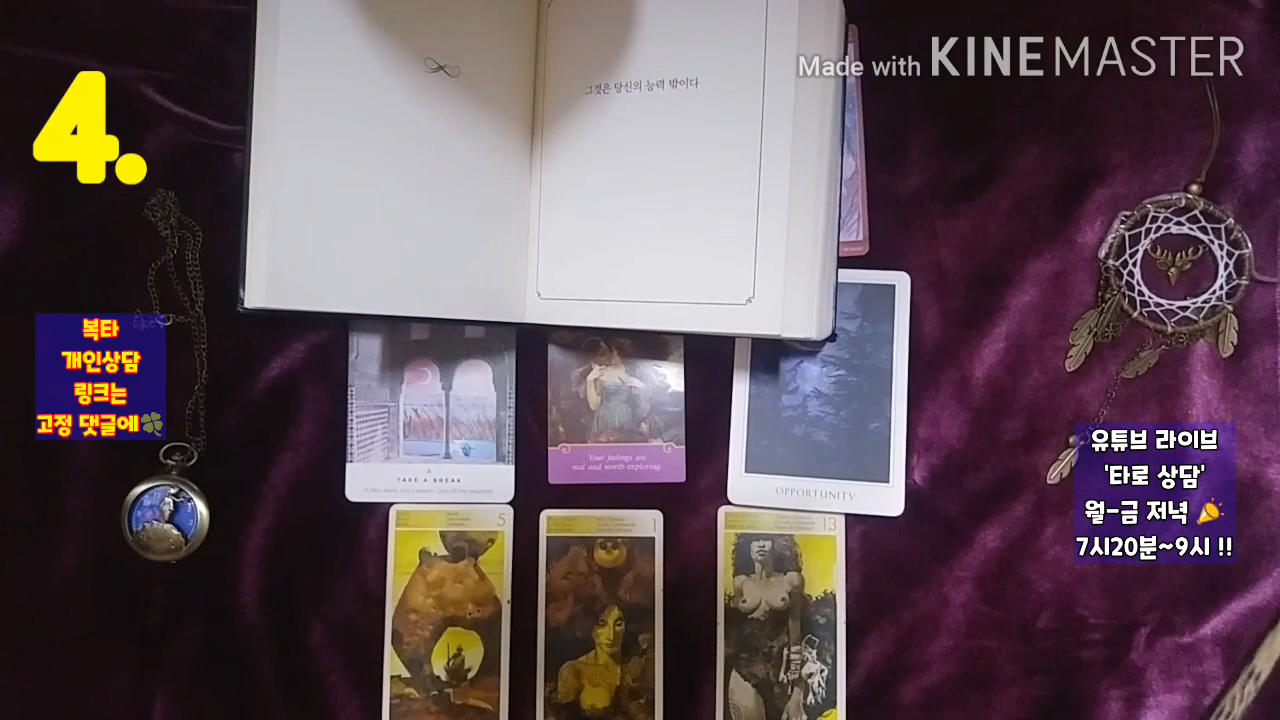 Made with KINEMASTER
4.
그것은 당신의 능력 밖이다
복타
개인상담
링크는
고정 댓글에🍀
TAKE A BREAK
Your feelings are
real and worth exploring.
OPPORTUNITY
유튜브 라이브
'타로 상담'
월-금 저녁 🎉
7시20분~9시 !!
5
1
13